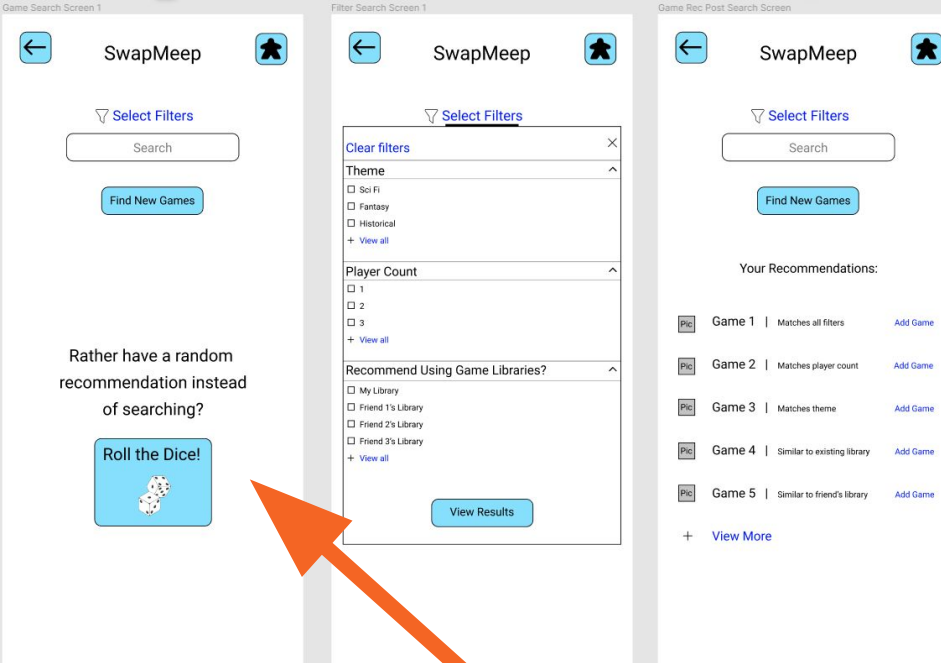 Game Search Screen 1
SwapMeep
Select Filters
Search
Find New Games
Rather have a random
recommendation instead
of searching?
Roll the Dice!
Filter Search Screen 1
SwapMeep
Select Filters
Clear filters
Theme
Sci Fi
Fantasy
Historical
+ View all
Player Count
1
2
3
+ View all
Recommend Using Game Libraries?
My Library
Friend 1's Library
Friend 2's Library
Friend 3's Library
+ View all
View Results
Game Rec Post Search Screen
SwapMeep
Select Filters
Search
Find New Games
Your Recommendations:
Pic Game 1 | Matches all filters Add Game
Pic Game 2 | Matches player count Add Game
Pic Game 3 | Matches theme Add Game
Pic Game 4 | Similar to existing library Add Game
Pic Game 5 | Similar to friend's library Add Game
+ View More